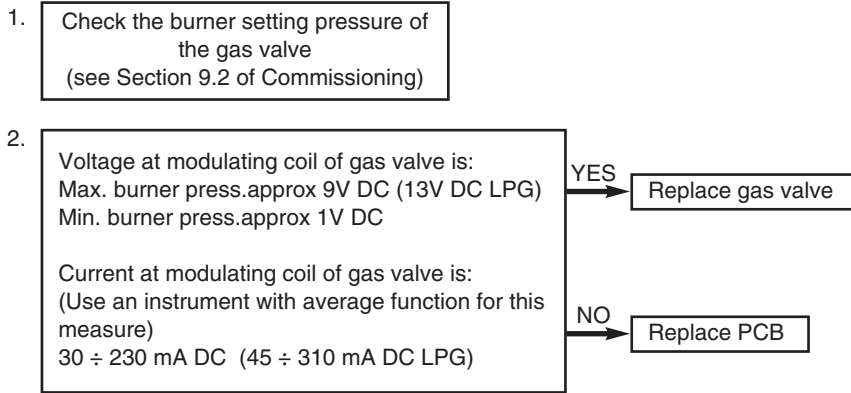 1.
Check the burner setting pressure of
the gas valve
(see Section 9.2 of Commissioning)
2.
Voltage at modulating coil of gas valve is:
Max. burner press.approx 9V DC (13V DC LPG)
Min. burner press.approx 1V DC
Current at modulating coil of gas valve is:
(Use an instrument with average function for this
measure)
30 ÷ 230 mA DC (45 ÷ 310 mA DC LPG)
YES
Replace gas valve
NO
Replace PCB